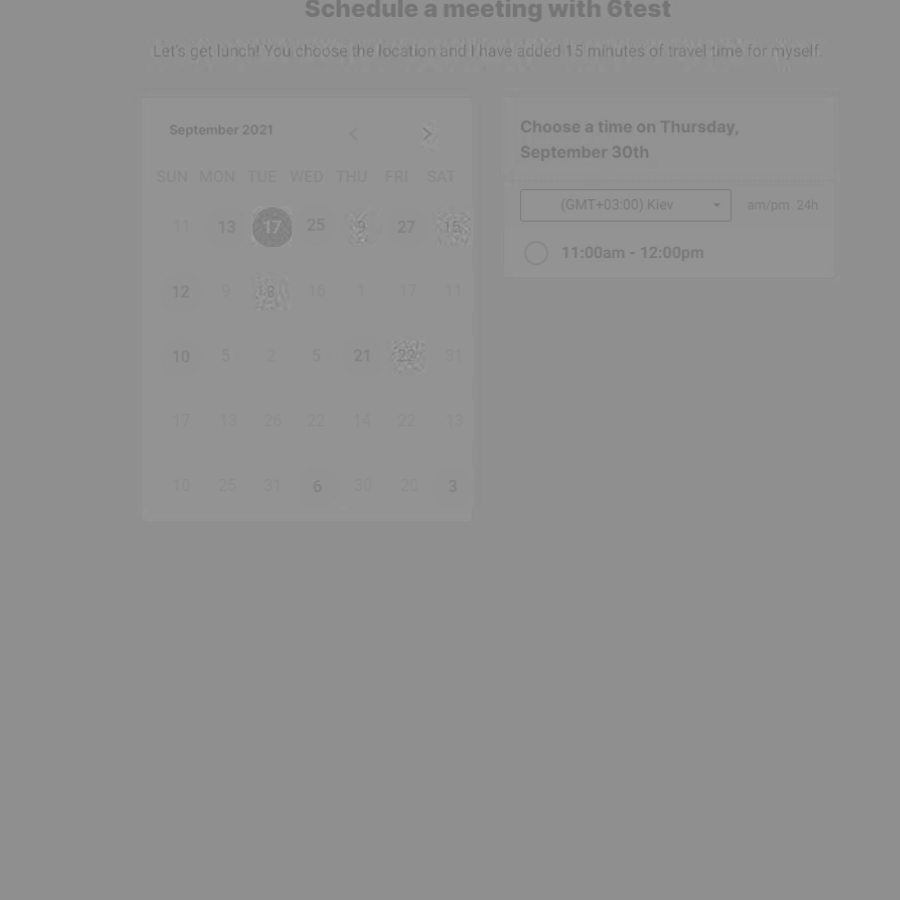 Schedule a meeting with 6test
Let's get lunch! You choose the location and I have added 15 minutes of travel time for myself.
September 2021
SUN MON TUE WED THU FRI SAT
11 13 17 25 9 27 15
12 9 18 16 1 17 11
10 5 2 5 21 22 31
17 13 26 22 14 22 13
10 25 31 6 30 20 3
Choose a time on Thursday,
September 30th
(GMT+03:00) Kiev
am/pm 24h
11:00am - 12:00pm